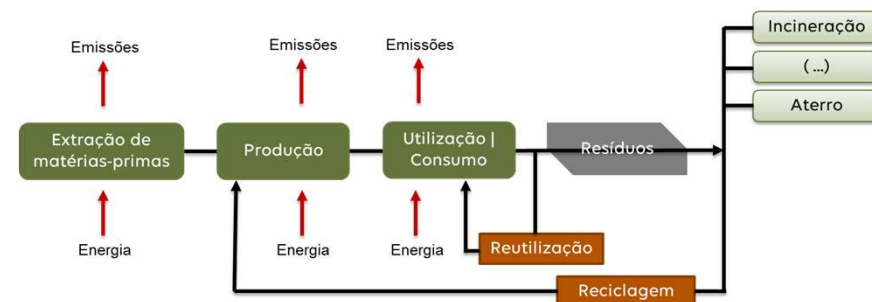 Emissões
Emissões
Emissões
Incineração
(...)
Aterro
Extração de
matérias-primas
Produção
Utilização |
Consumo
Resíduos
Energia
Energia
Energia
Reutilização
Reciclagem